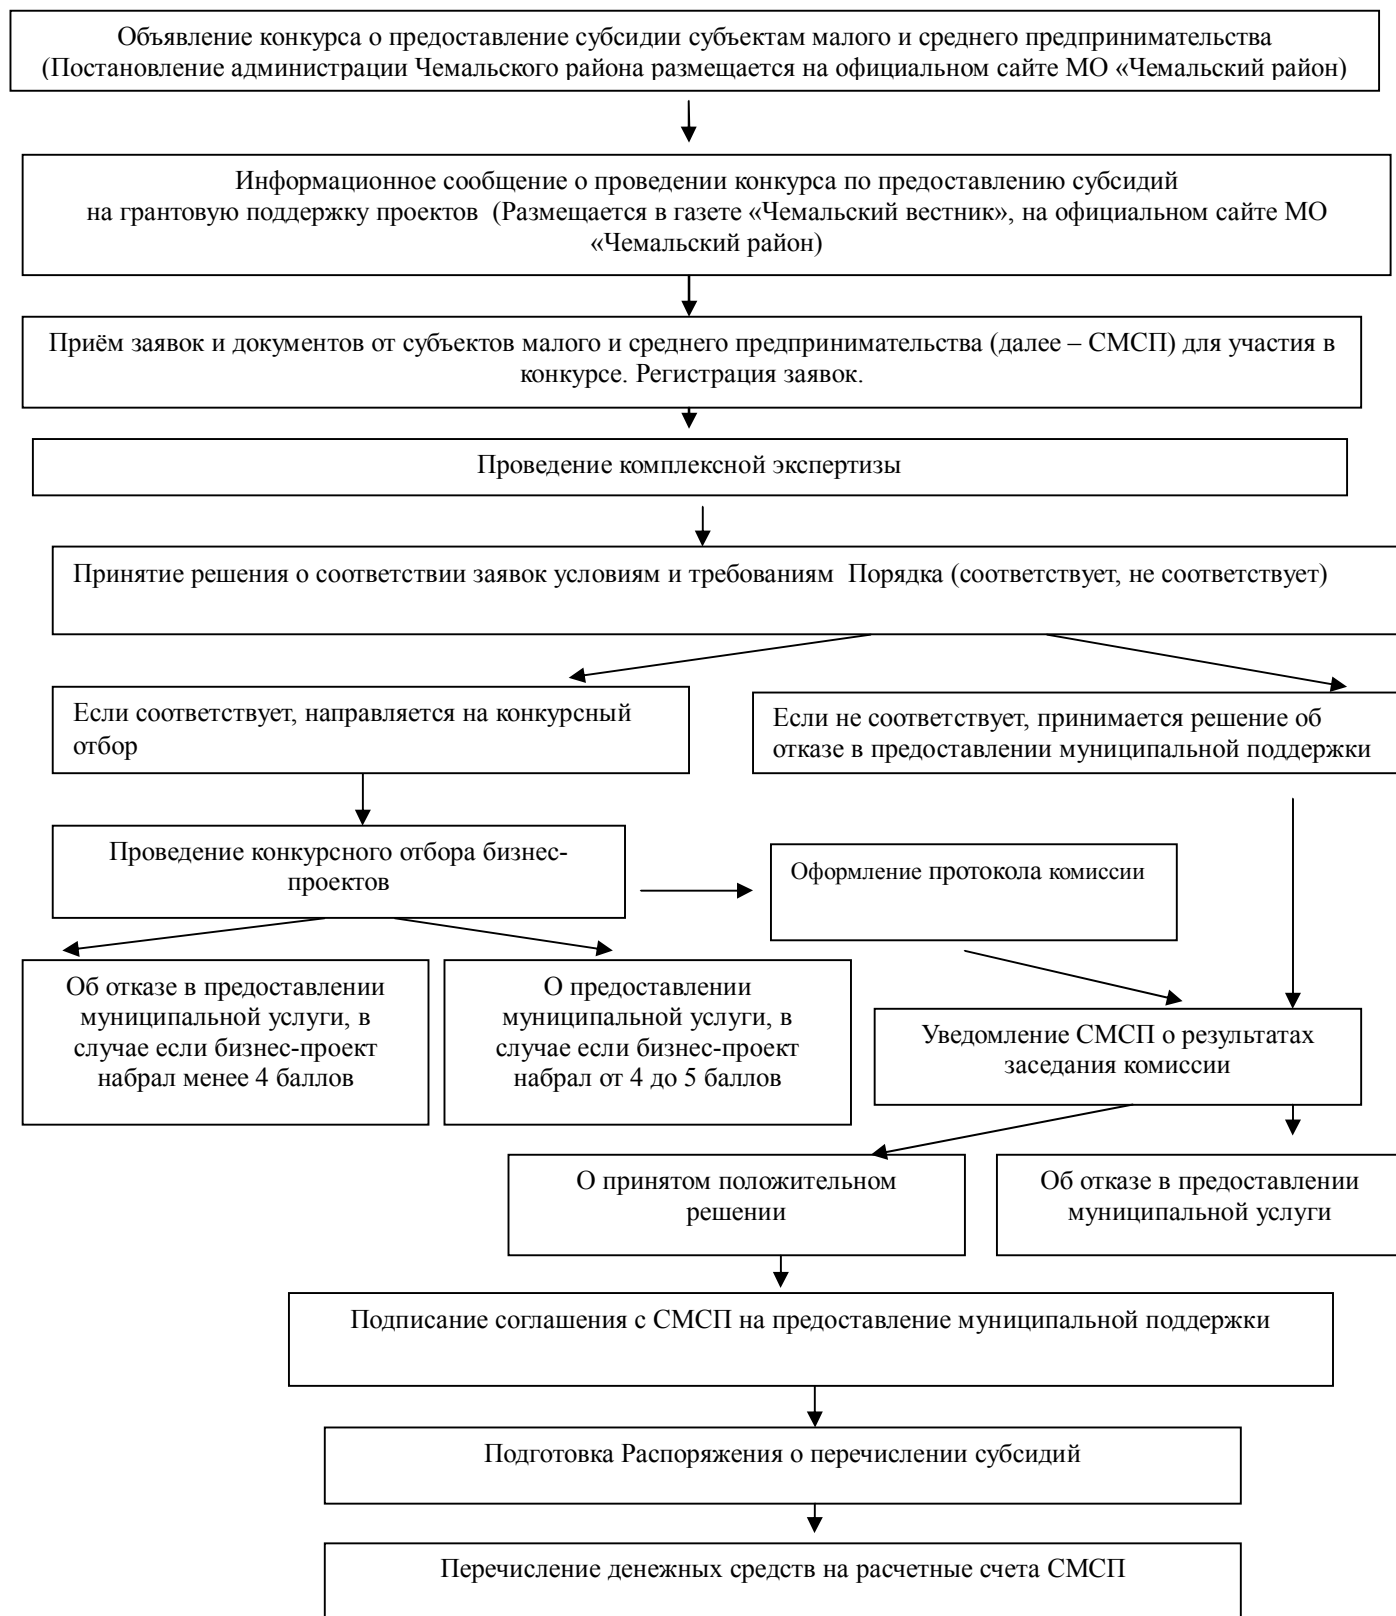 Объявление конкурса о предоставление субсидии субъектам малого и среднего предпринимательства
(Постановление администрации Чемальского района размещается на официальном сайте МО «Чемальский район)
Информационное сообщение о проведении конкурса по предоставлению субсидий
на грантовую поддержку проектов (Размещается в газете «Чемальский вестник», на официальном сайте МО
«Чемальский район)
Приём заявок и документов от субъектов малого и среднего предпринимательства (далее – СМСП) для участия в
конкурсе. Регистрация заявок.
Проведение комплексной экспертизы
Принятие решения о соответствии заявок условиям и требованиям Порядка (соответствует, не соответствует)
Если соответствует, направляется на конкурсный
отбор
Если не соответствует, принимается решение об
отказе в предоставлении муниципальной поддержки
Проведение конкурсного отбора бизнес-
проектов
Оформление протокола комиссии
Об отказе в предоставлении
муниципальной услуги, в
случае если бизнес-проект
набрал менее 4 баллов
О предоставлении
муниципальной услуги, в
случае если бизнес-проект
набрал от 4 до 5 баллов
Уведомление СМСП о результатах
заседания комиссии
О принятом положительном
решении
Об отказе в предоставлении
муниципальной услуги
Подписание соглашения с СМСП на предоставление муниципальной поддержки
Подготовка Распоряжения о перечислении субсидий
Перечисление денежных средств на расчетные счета СМСП